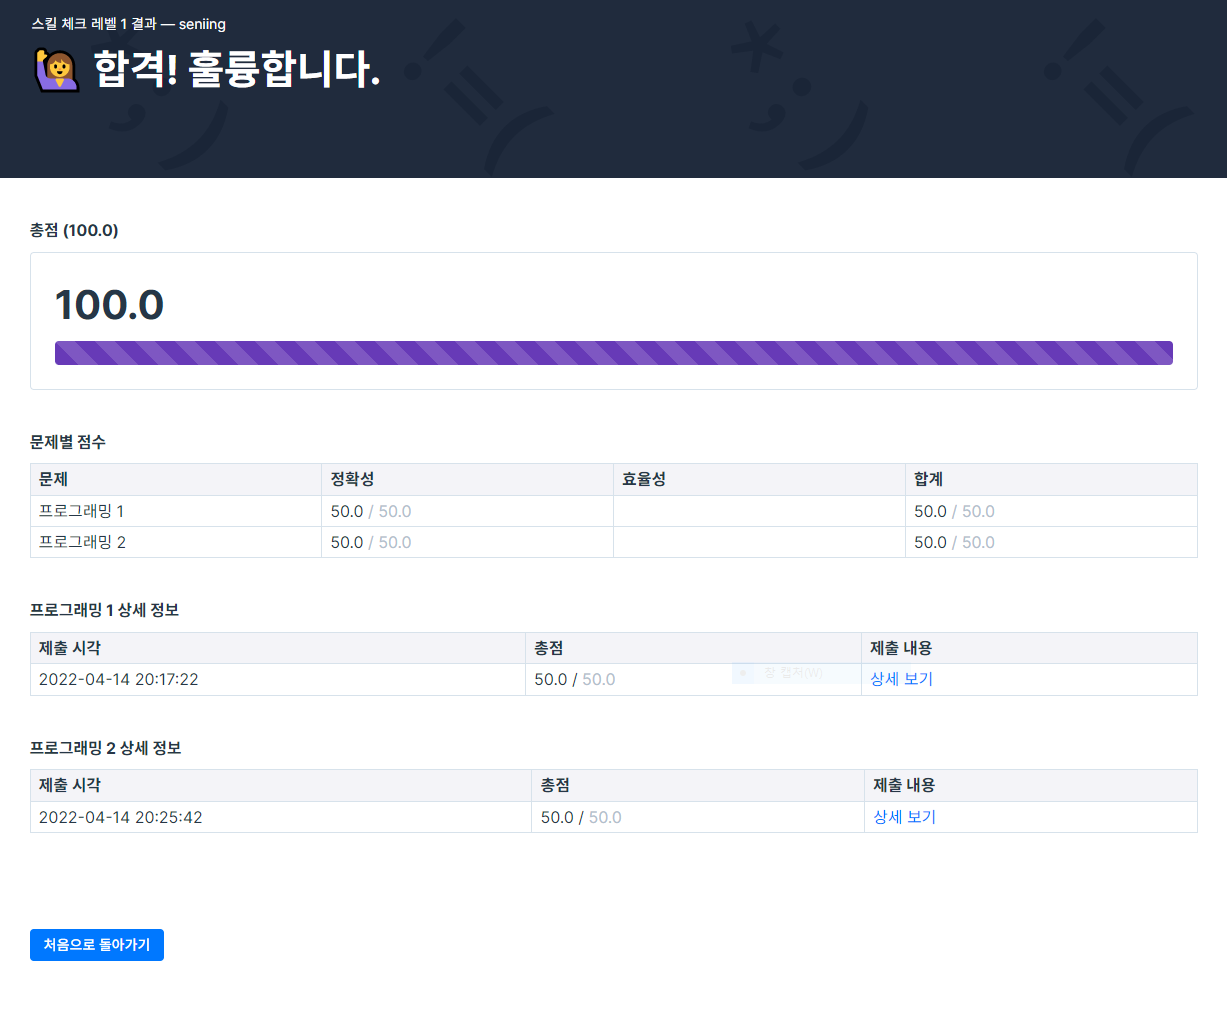 스킬 체크 레벨 1 결과 — seniing
🙋‍♀️ 합격! 훌륭합니다.
총점 (100.0)
100.0
문제별 점수
문제 정확성 효율성 합계
프로그래밍 1 50.0 / 50.0 50.0 / 50.0
프로그래밍 2 50.0 / 50.0 50.0 / 50.0
프로그래밍 1 상세 정보
제출 시각 총점 제출 내용
2022-04-14 20:17:22 50.0 / 50.0 창 캡처(W) 상세 보기
프로그래밍 2 상세 정보
제출 시각 총점 제출 내용
2022-04-14 20:25:42 50.0 / 50.0 상세 보기
처음으로 돌아가기